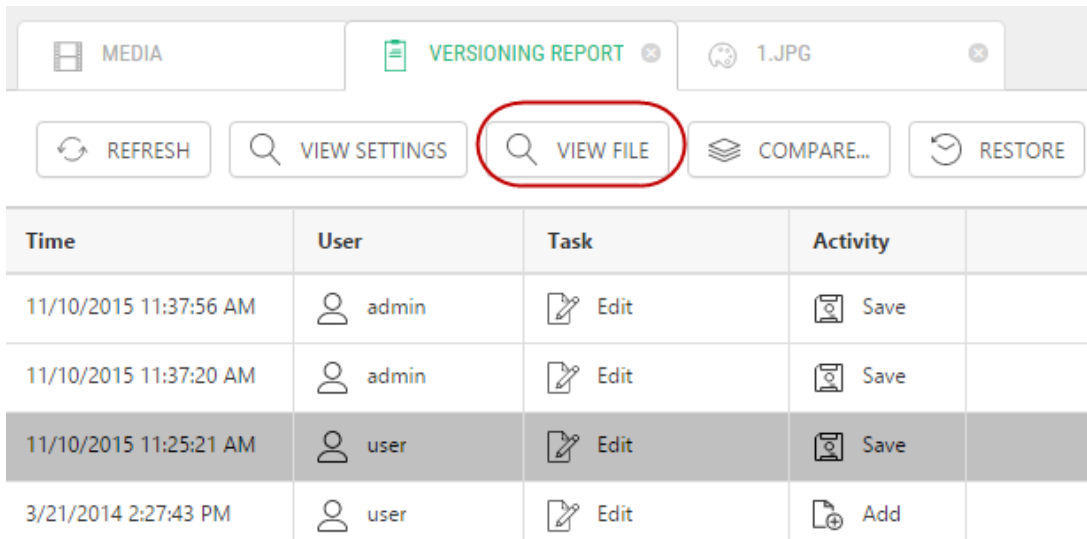 MEDIA VERSIONING REPORT 1.JPG
REFRESH VIEW SETTINGS VIEW FILE COMPARE... RESTORE
Time User Task Activity
11/10/2015 11:37:56 AM admin Edit Save
11/10/2015 11:37:20 AM admin Edit Save
11/10/2015 11:25:21 AM user Edit Save
3/21/2014 2:27:43 PM user Edit Add